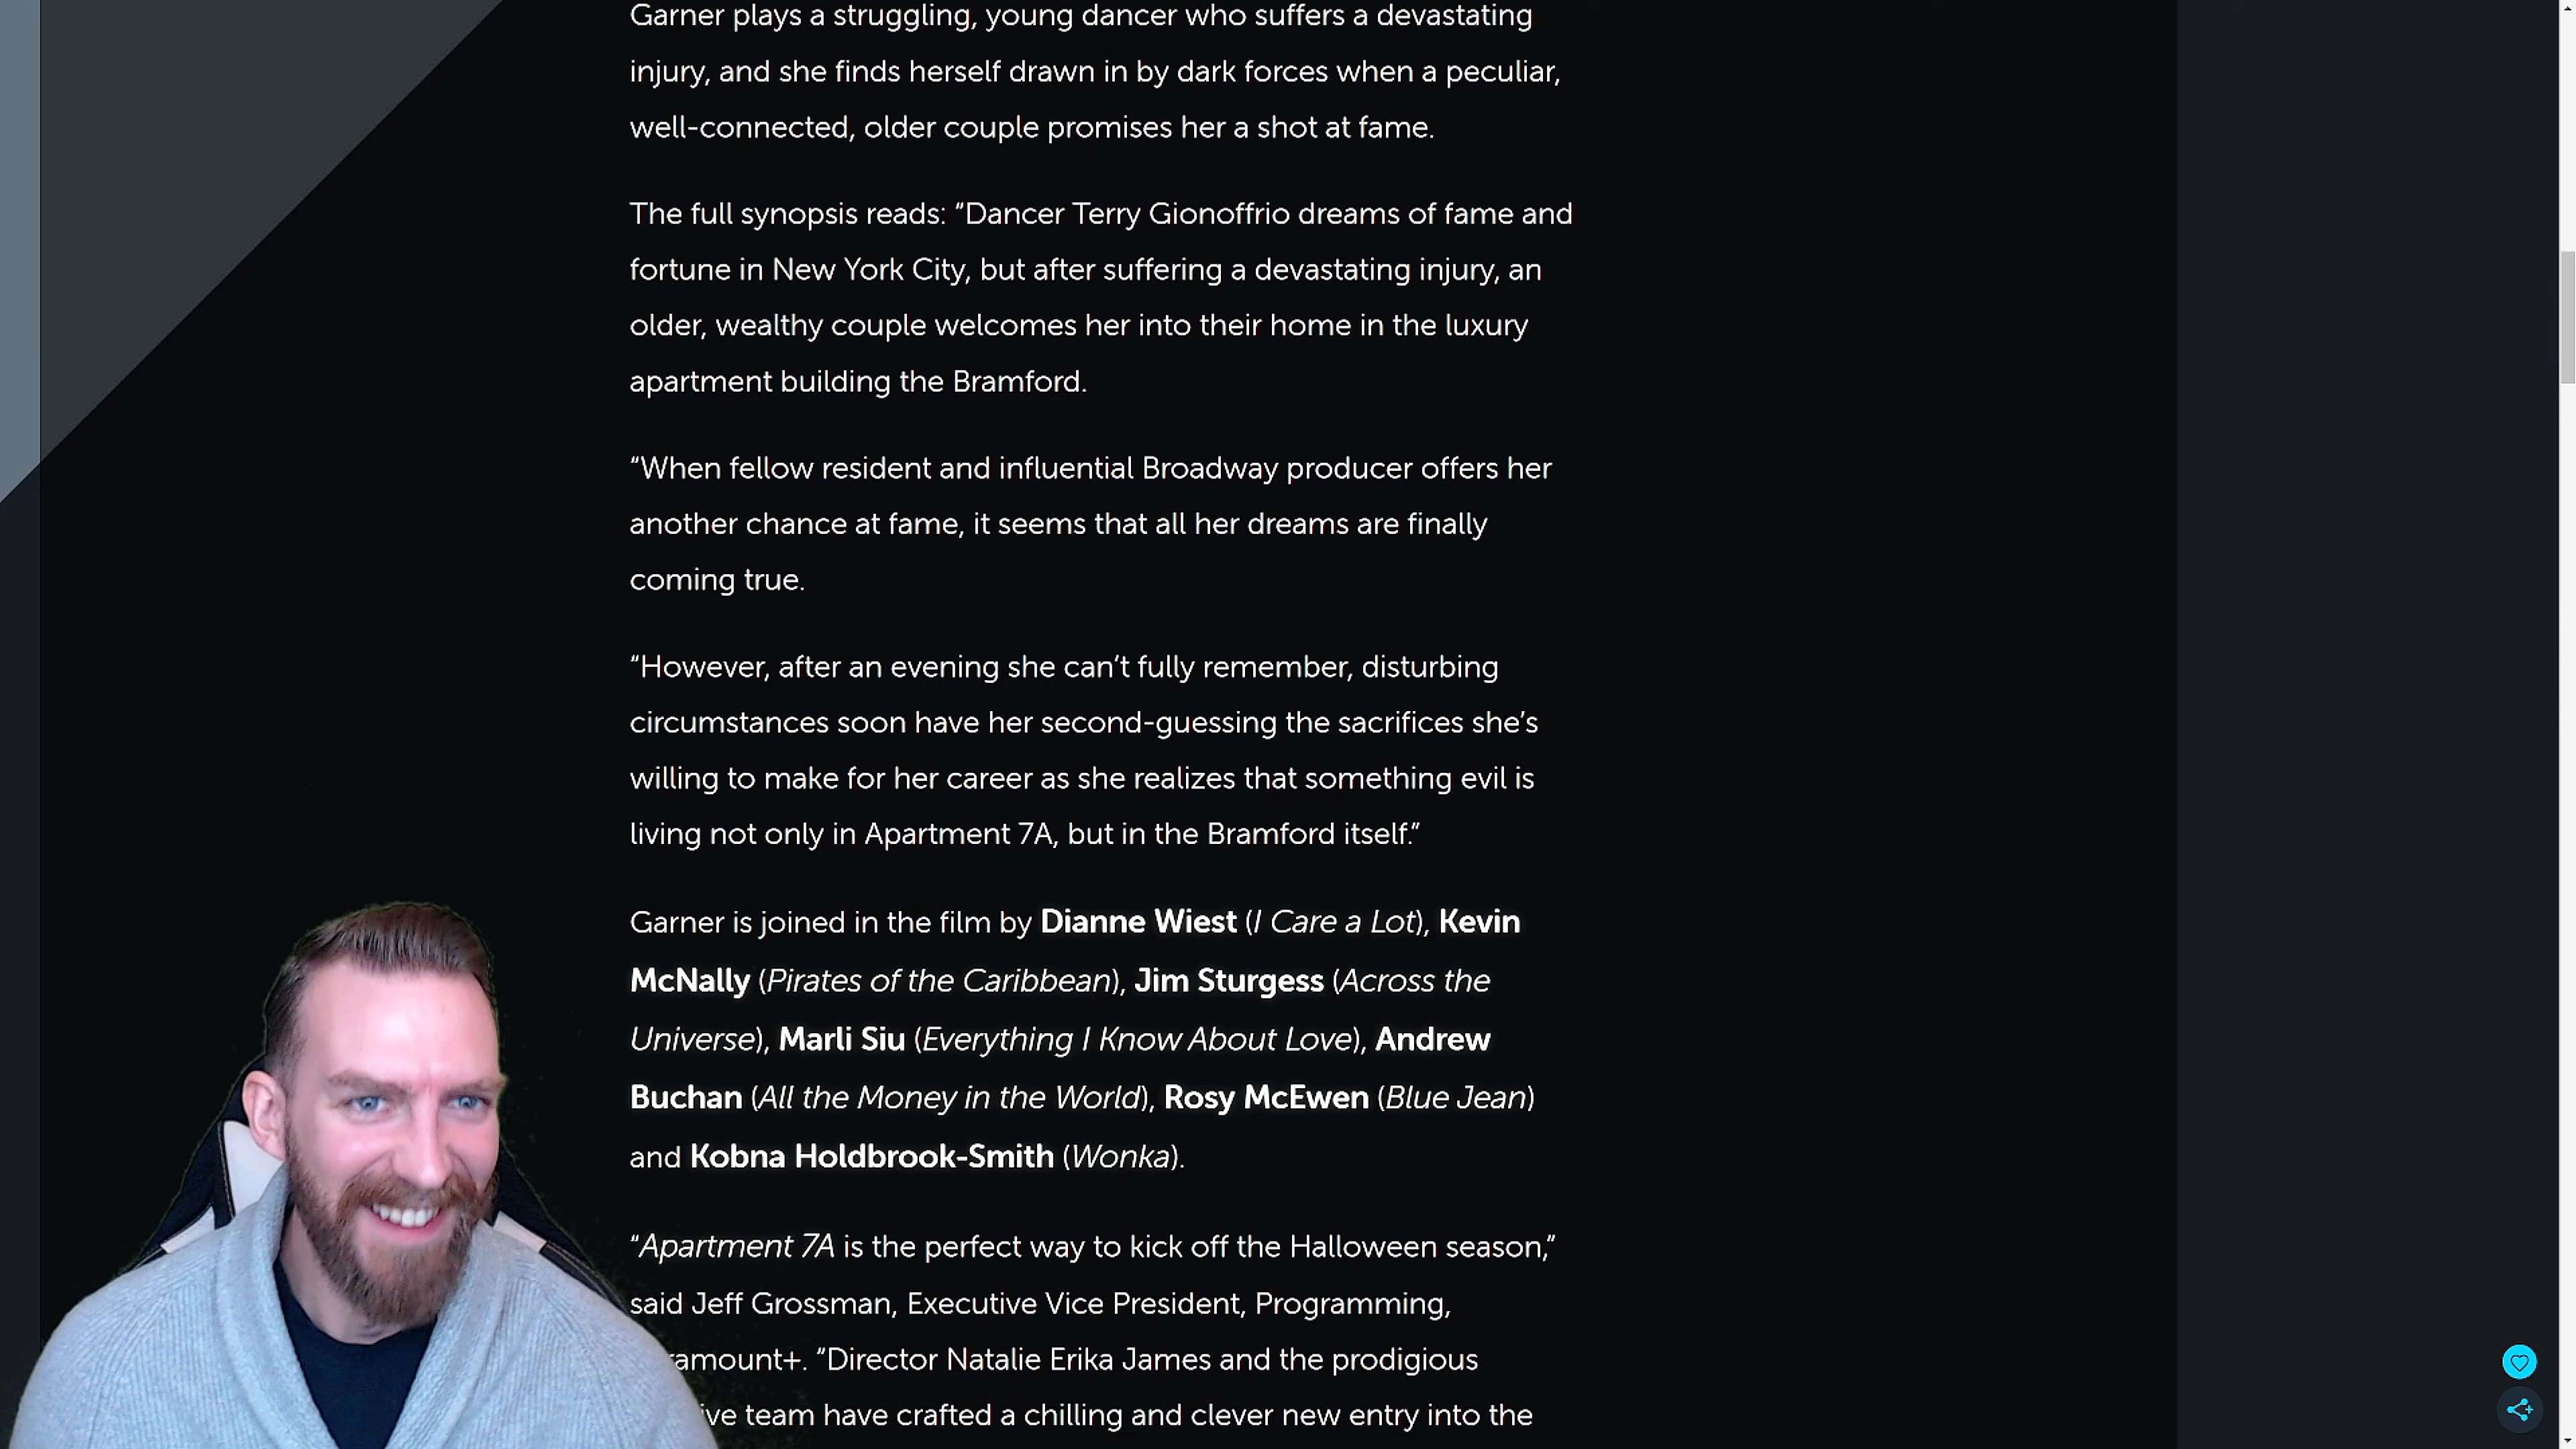 Garner plays a struggling, young dancer who suffers a devastating
injury, and she finds herself drawn in by dark forces when a peculiar,
well-connected, older couple promises her a shot at fame.
The full synopsis reads: “Dancer Terry Gionoffrio dreams of fame and
fortune in New York City, but after suffering a devastating injury, an
older, wealthy couple welcomes her into their home in the luxury
apartment building the Bramford.
“When fellow resident and influential Broadway producer offers her
another chance at fame, it seems that all her dreams are finally
coming true.
“However, after an evening she can’t fully remember, disturbing
circumstances soon have her second-guessing the sacrifices she’s
willing to make for her career as she realizes that something evil is
living not only in Apartment 7A, but in the Bramford itself.”
Garner is joined in the film by Dianne Wiest (I Care a Lot), Kevin
McNally (Pirates of the Caribbean), Jim Sturgess (Across the
Universe), Marli Siu (Everything I Know About Love), Andrew
Buchan (All the Money in the World), Rosy McEwen (Blue Jean)
and Kobna Holdbrook-Smith (Wonka).
“Apartment 7A is the perfect way to kick off the Halloween season,”
said Jeff Grossman, Executive Vice President, Programming,
amount+. “Director Natalie Erika James and the prodigious
ive team have crafted a chilling and clever new entry into the